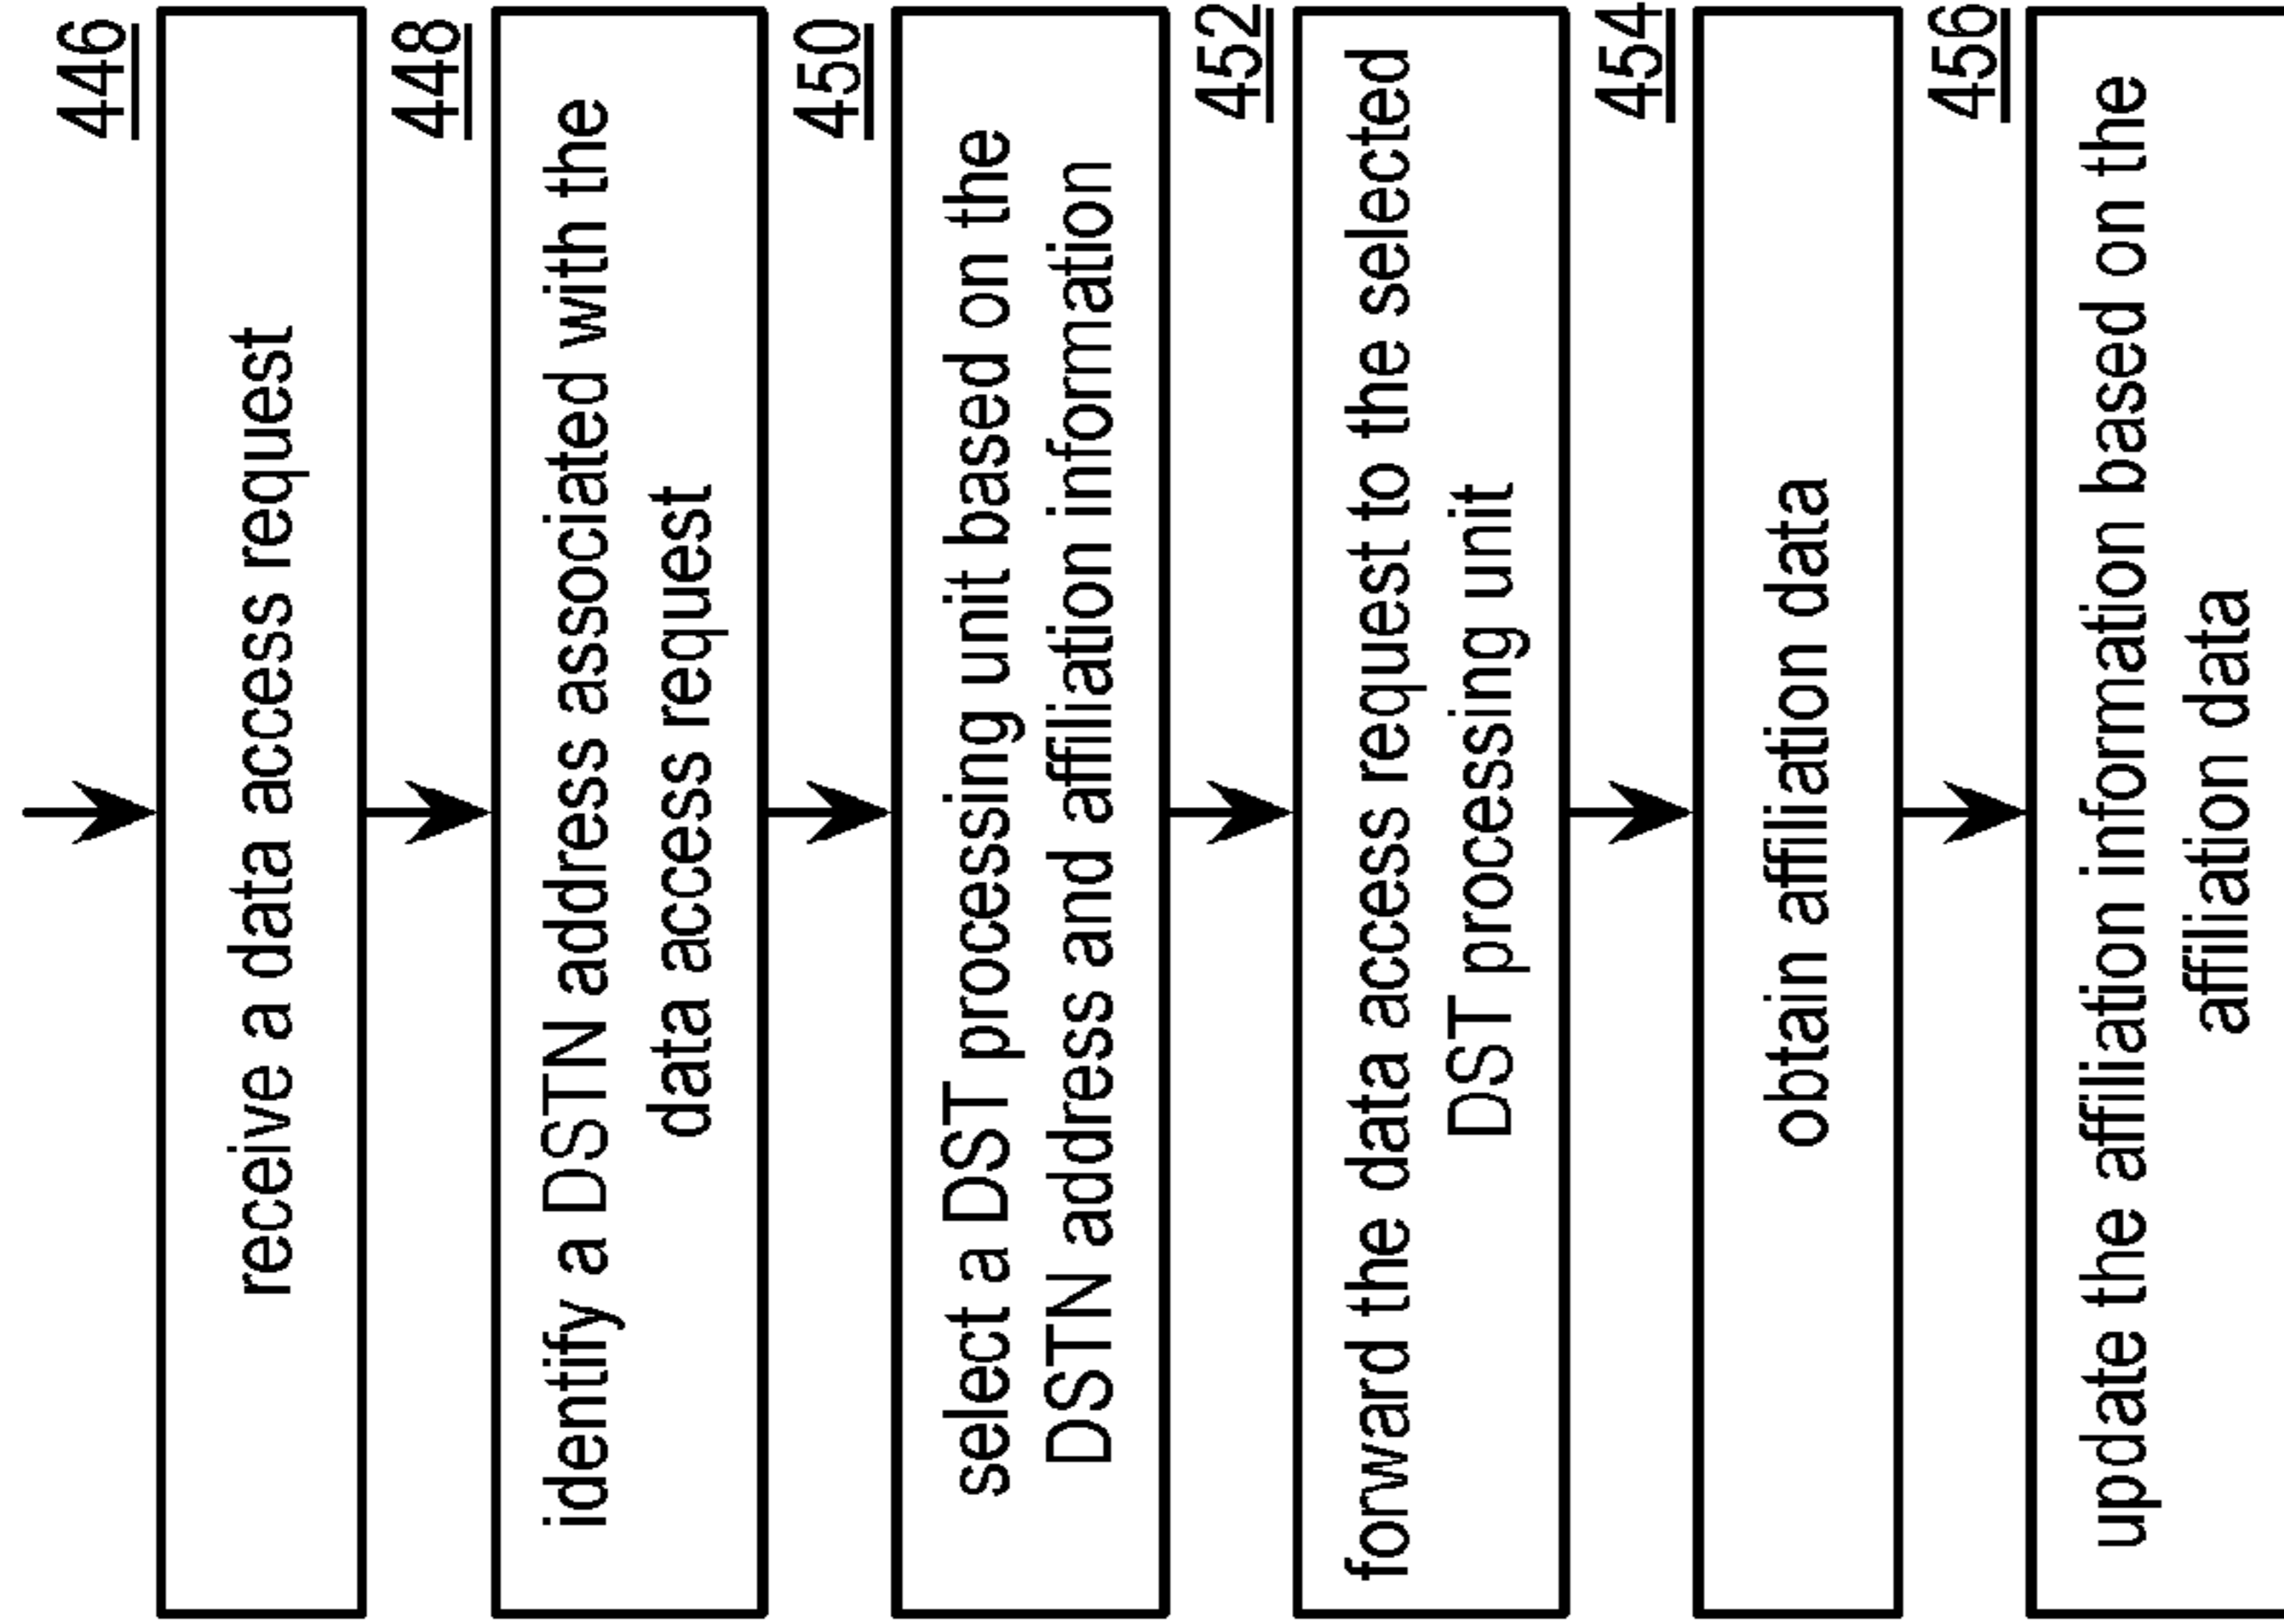 446
receive a data access request
448
identify a DSTN address associated with the
data access request
450
select a DST processing unit based on the
DSTN address and affiliation information
452
forward the data access request to the selected
DST processing unit
454
obtain affiliation data
456
update the affiliation information based on the
affiliation data